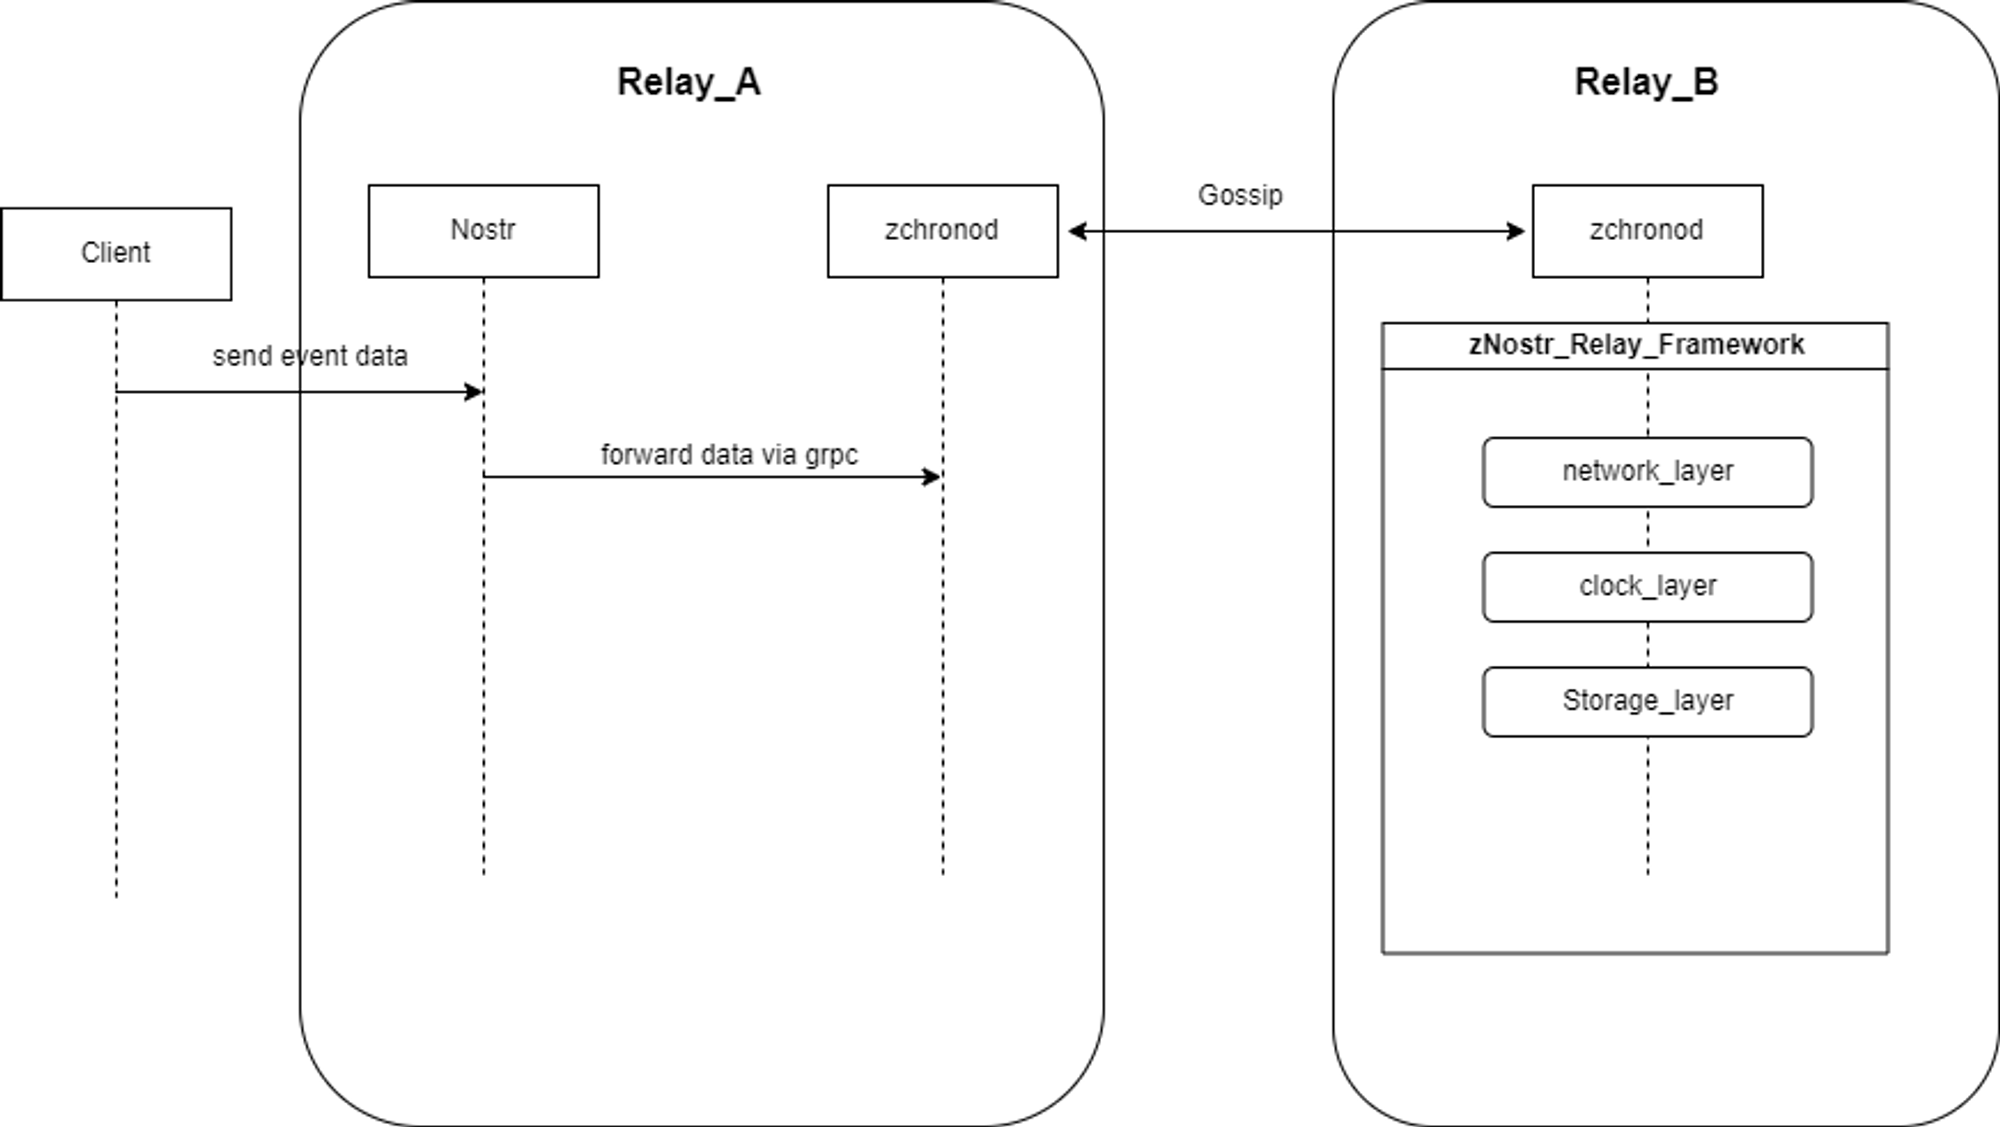 Relay_A
Relay_B
Client
Nostr
zchronod
Gossip
zchronod
send event data
forward data via grpc
zNostr_Relay_Framework
network_layer
clock_layer
Storage_layer